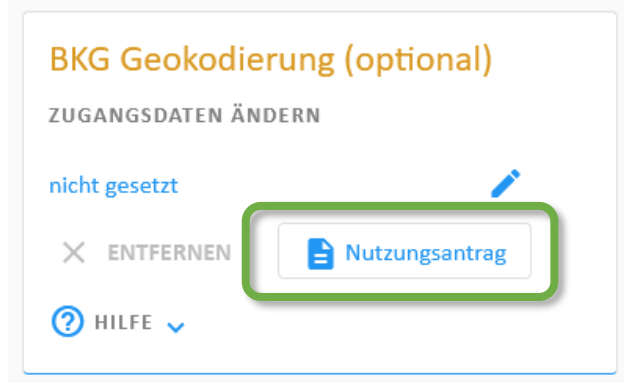 BKG Geokodierung (optional)
ZUGANGSDATEN ÄNDERN
nicht gesetzt
ENTFERNEN Nutzungsantrag
HILFE